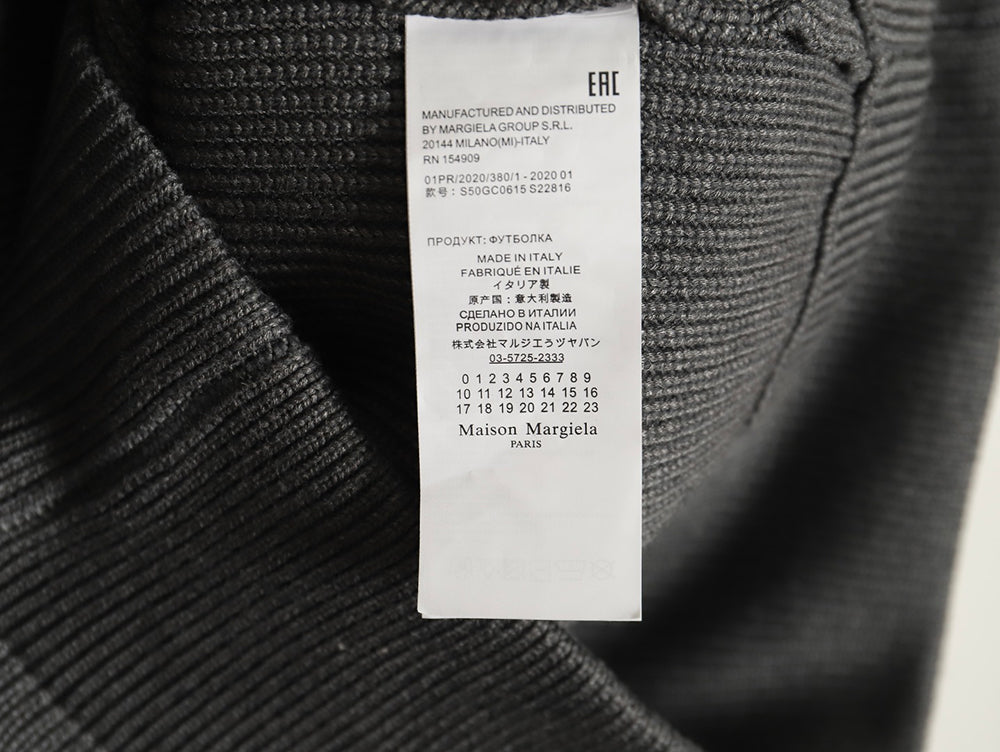 EAC
MANUFACTURED AND DISTRIBUTED
BY MARGIELA GROUP S.R.L.
20144 MILANO(MI)-ITALY
RN 154909
01PR/2020/380/1 - 2020 01
款号: S50GC0615 S22816
ПРОДУКТ: ФУТБОЛКА
MADE IN ITALY
FABRIQUÉ EN ITALIE
イタリア製
原产国：意大利製造
СДЕЛАНО В ИТАЛИИ
PRODUZIDO NA ITALIA
株式会社マルジエラヅヤバン
03-5725-2333
0 1 2 3 4 5 6 7 8 9
10 11 12 13 14 15 16
17 18 19 20 21 22 23
Maison Margiela
PARIS